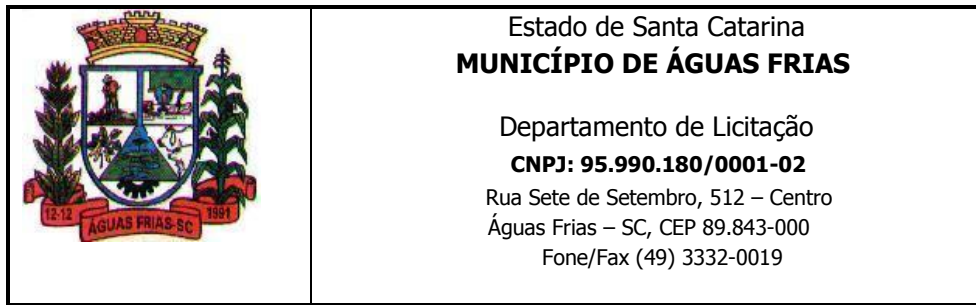 12-12
ÁGUAS FRIAS-SC
1991
Estado de Santa Catarina
MUNICÍPIO DE ÁGUAS FRIAS
Departamento de Licitação
CNPJ: 95.990.180/0001-02
Rua Sete de Setembro, 512 – Centro
Águas Frias – SC, CEP 89.843-000
Fone/Fax (49) 3332-0019